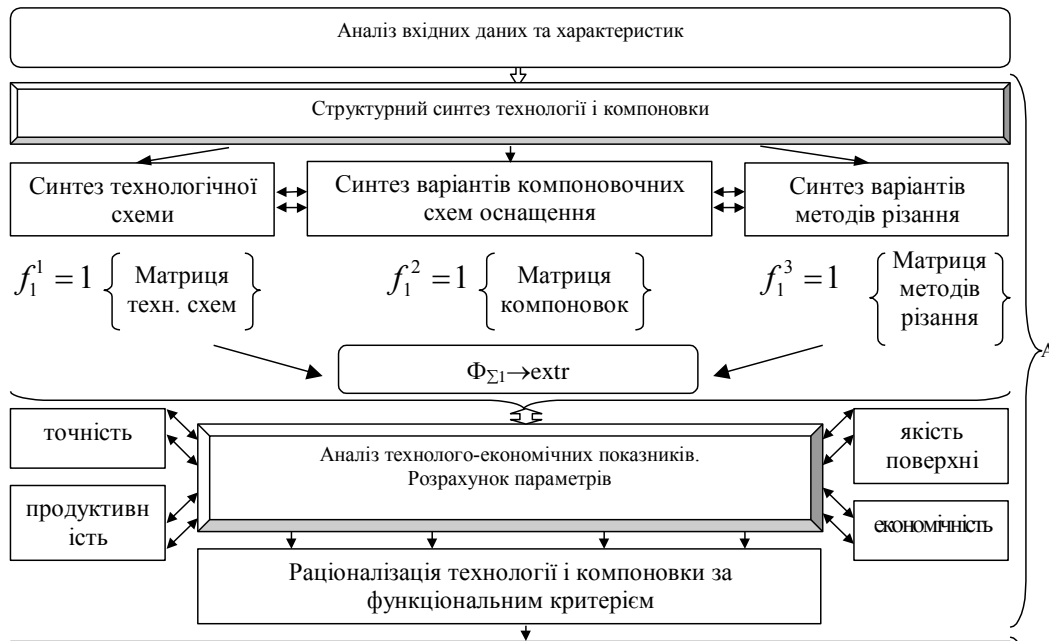 Аналіз вхідних даних та характеристик
Структурний синтез технології і компоновки
Синтез технологічної
схеми
Синтез варіантів компоновочних
схем оснащення
Синтез варіантів
методів різання
f₁¹ = 1 { Матриця
техн. схем }
f₁² = 1 { Матриця
компоновок }
f₁³ = 1 { Матриця
методів
різання }
Ф∑1→extr
А
точність
продуктивн
ість
Аналіз технолого-економічних показників.
Розрахунок параметрів
якість
поверхні
економічність
Раціоналізація технології і компоновки за
функціональним критерієм